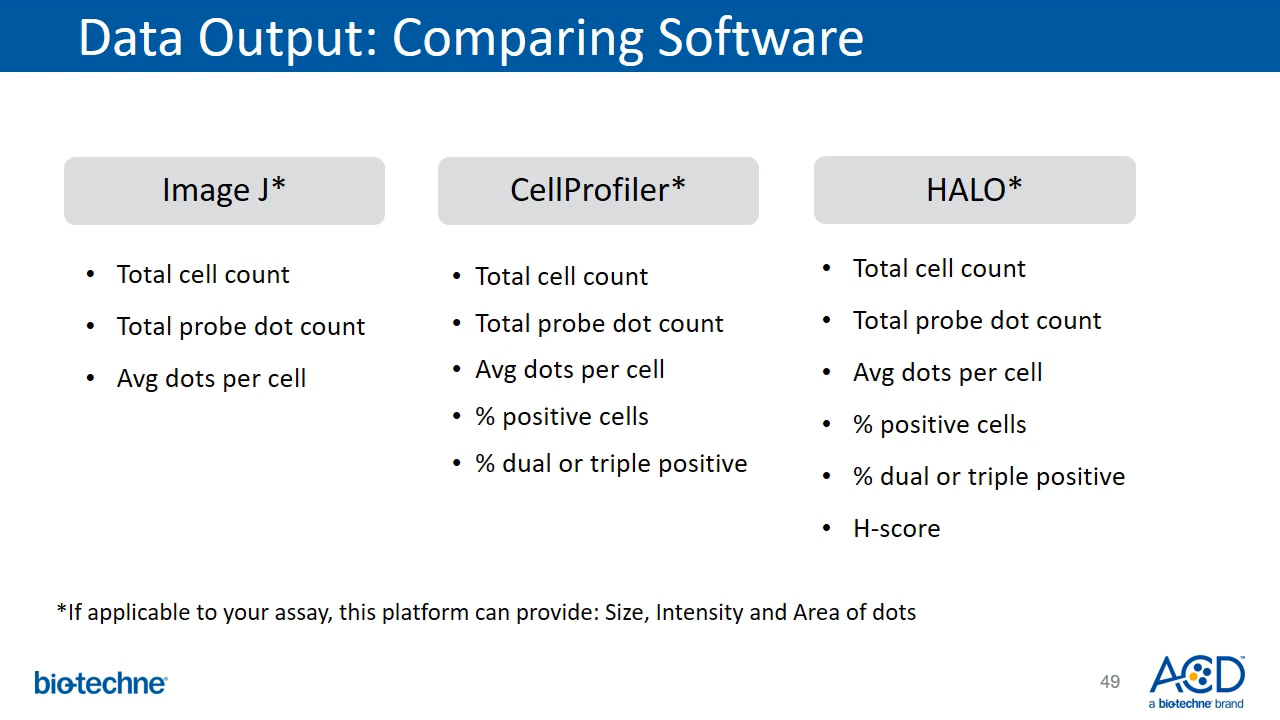 Data Output: Comparing Software
Image J*
• Total cell count
• Total probe dot count
• Avg dots per cell
CellProfiler*
• Total cell count
• Total probe dot count
• Avg dots per cell
• % positive cells
• % dual or triple positive
HALO*
• Total cell count
• Total probe dot count
• Avg dots per cell
• % positive cells
• % dual or triple positive
• H-score
*If applicable to your assay, this platform can provide: Size, Intensity and Area of dots
bio-techne®
49
ACD™
a bio-techne® brand